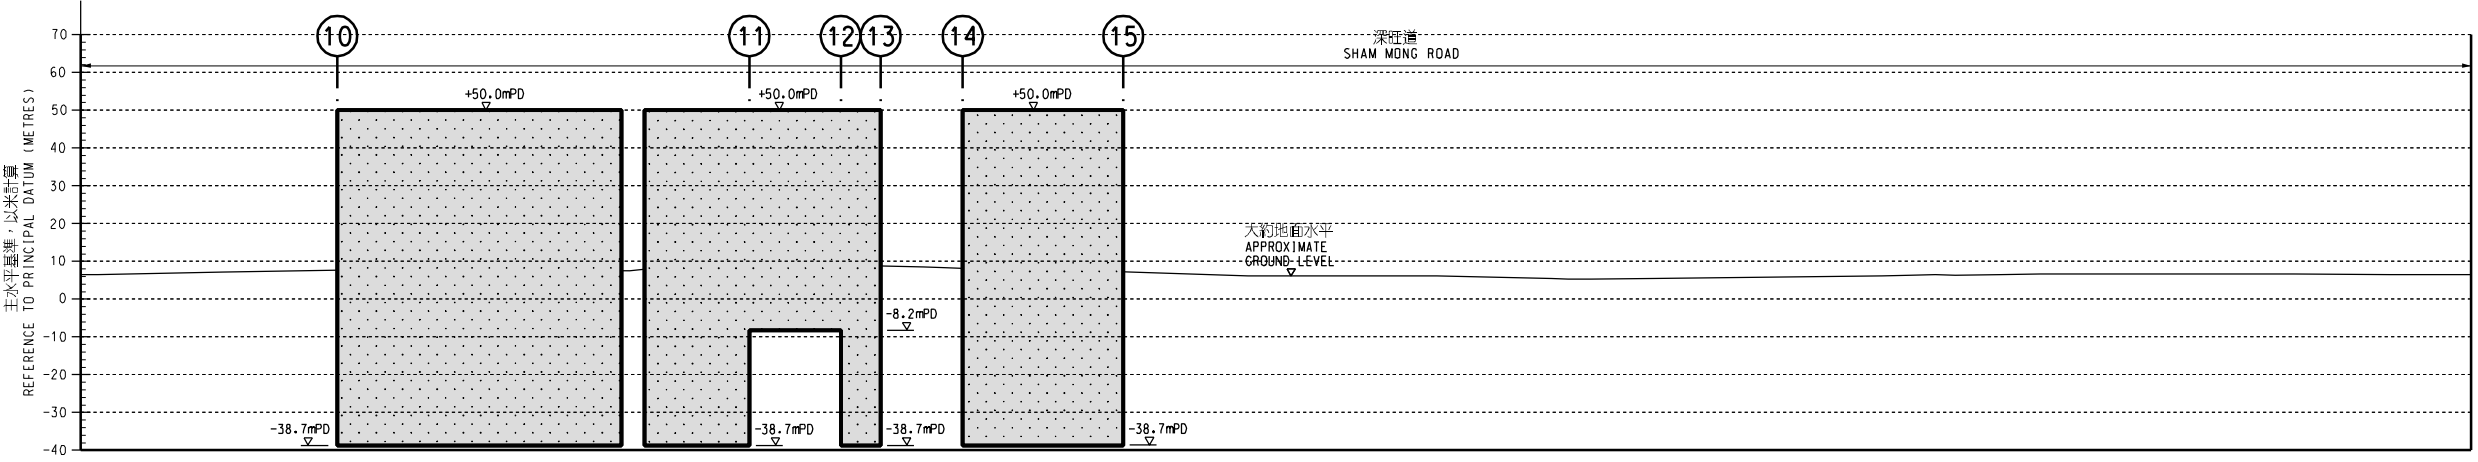 10
11
12
13
14
15
深旺道
SHAM MONG ROAD
70
60
50
40
30
20
10
0
-10
-20
-30
-40
主水平基準，以米計算
REFERENCE TO PRINCIPAL DATUM (METRES)
+50.0mPD
+50.0mPD
+50.0mPD
大約地面水平
APPROXIMATE
GROUND LEVEL
-8.2mPD
-38.7mPD
-38.7mPD
-38.7mPD
-38.7mPD